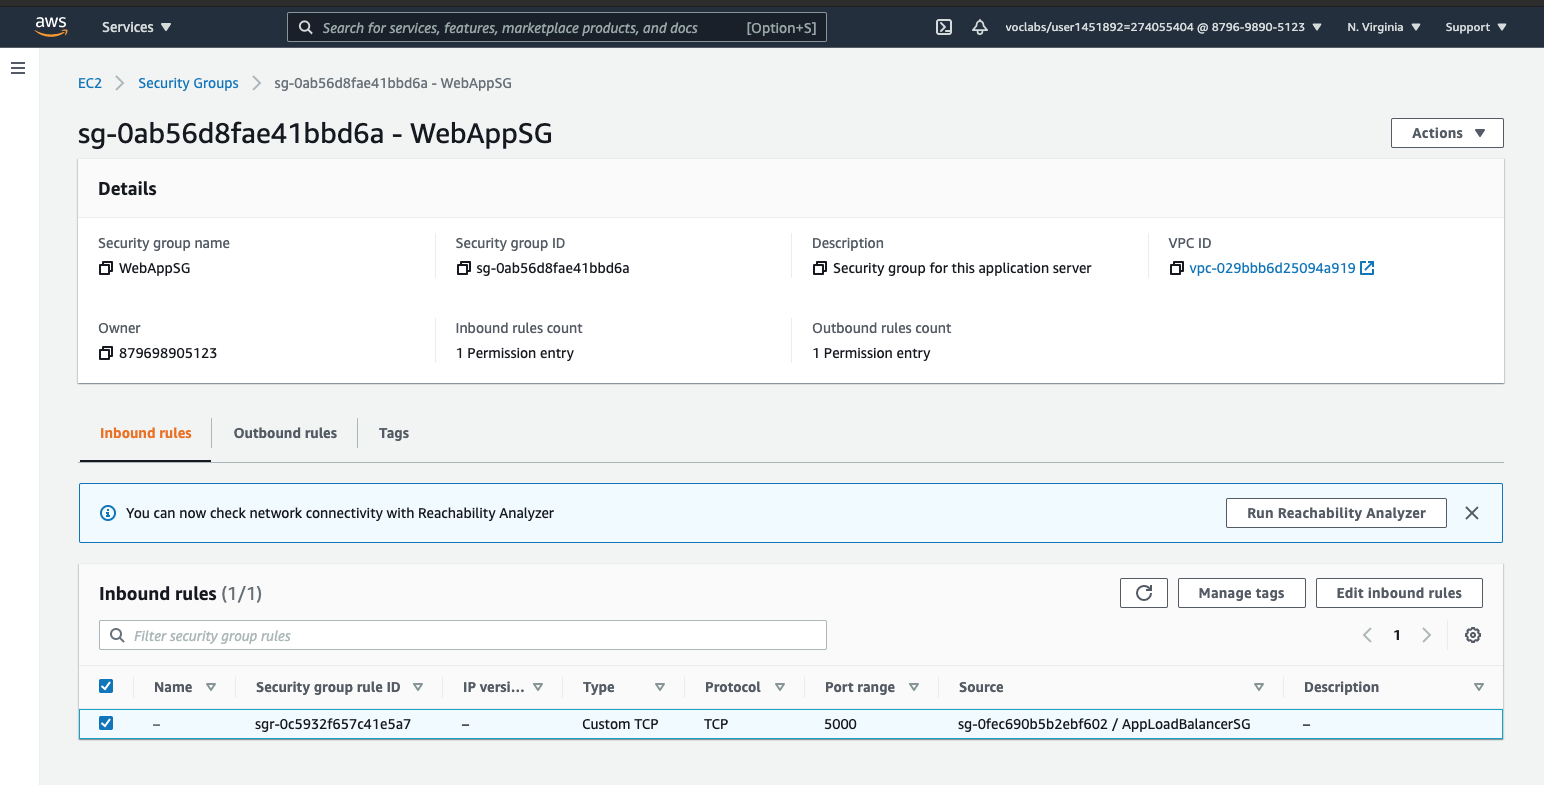 aws Services Search for services, features, marketplace products, and docs [Option+S] voclabs/user1451892=274055404 @ 8796-9890-5123 N. Virginia Support
EC2 Security Groups sg-0ab56d8fae41bbd6a - WebAppSG
sg-0ab56d8fae41bbd6a - WebAppSG Actions
Details
Security group name Security group ID Description VPC ID
WebAppSG sg-0ab56d8fae41bbd6a Security group for this application server vpc-029bbb6d25094a919
Owner Inbound rules count Outbound rules count
879698905123 1 Permission entry 1 Permission entry
Inbound rules Outbound rules Tags
You can now check network connectivity with Reachability Analyzer Run Reachability Analyzer
Inbound rules (1/1) Manage tags Edit inbound rules
Filter security group rules 1
Name Security group rule ID IP versi... Type Protocol Port range Source Description
– sgr-0c5932f657c41e5a7 – Custom TCP TCP 5000 sg-0fec690b5b2ebf602 / AppLoadBalancerSG –